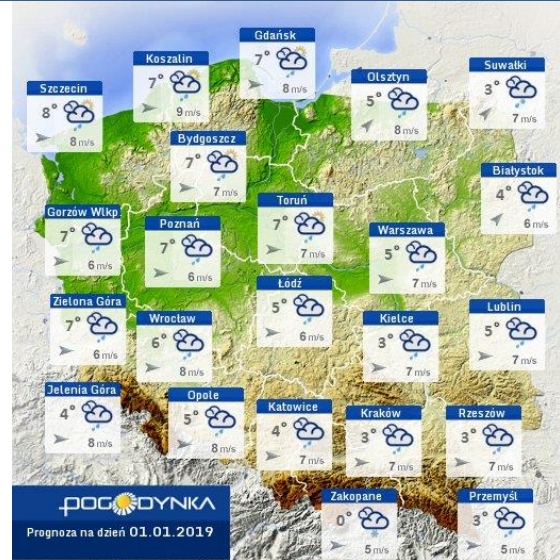 Gdańsk
7°
8 m/s
Koszalin
7°
9 m/s
Suwałki
3°
7 m/s
Olsztyn
5°
8 m/s
Szczecin
8°
8 m/s
Bydgoszcz
7°
7 m/s
Białystok
4°
6 m/s
Toruń
7°
7 m/s
Gorzów Wlkp
7°
6 m/s
Poznań
7°
6 m/s
Warszawa
5°
7 m/s
Łódź
5°
6 m/s
Zielona Góra
7°
6 m/s
Wrocław
6°
8 m/s
Kielce
3°
7 m/s
Lublin
5°
7 m/s
Jelenia Góra
4°
8 m/s
Opole
5°
8 m/s
Katowice
4°
7 m/s
Kraków
3°
7 m/s
Rzeszów
3°
7 m/s
Zakopane
0°
5 m/s
Przemyśl
3°
5 m/s
POGODYNKA
Prognoza na dzień 01.01.2019